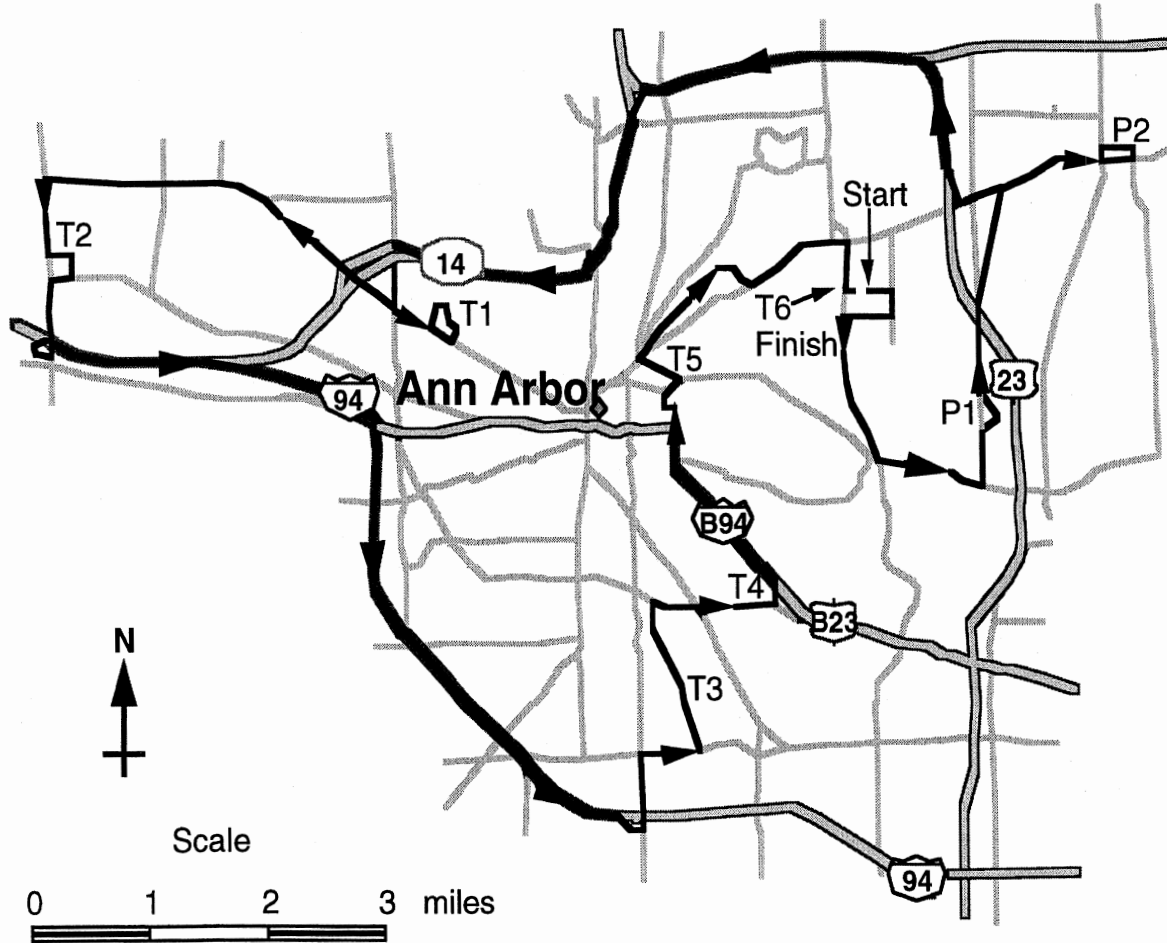 P2
Start
T2
14
T1
T6
Finish
T5
23
Ann Arbor
94
P1
B94
T4
B23
N
T3
Scale
94
0 1 2 3 miles